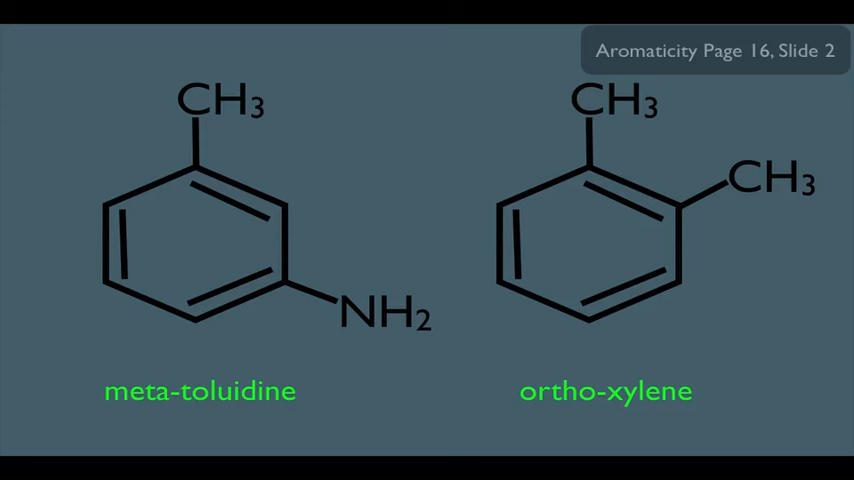 Aromaticity Page 16, Slide 2
CH3
CH3
CH3
NH2
meta-toluidine
ortho-xylene